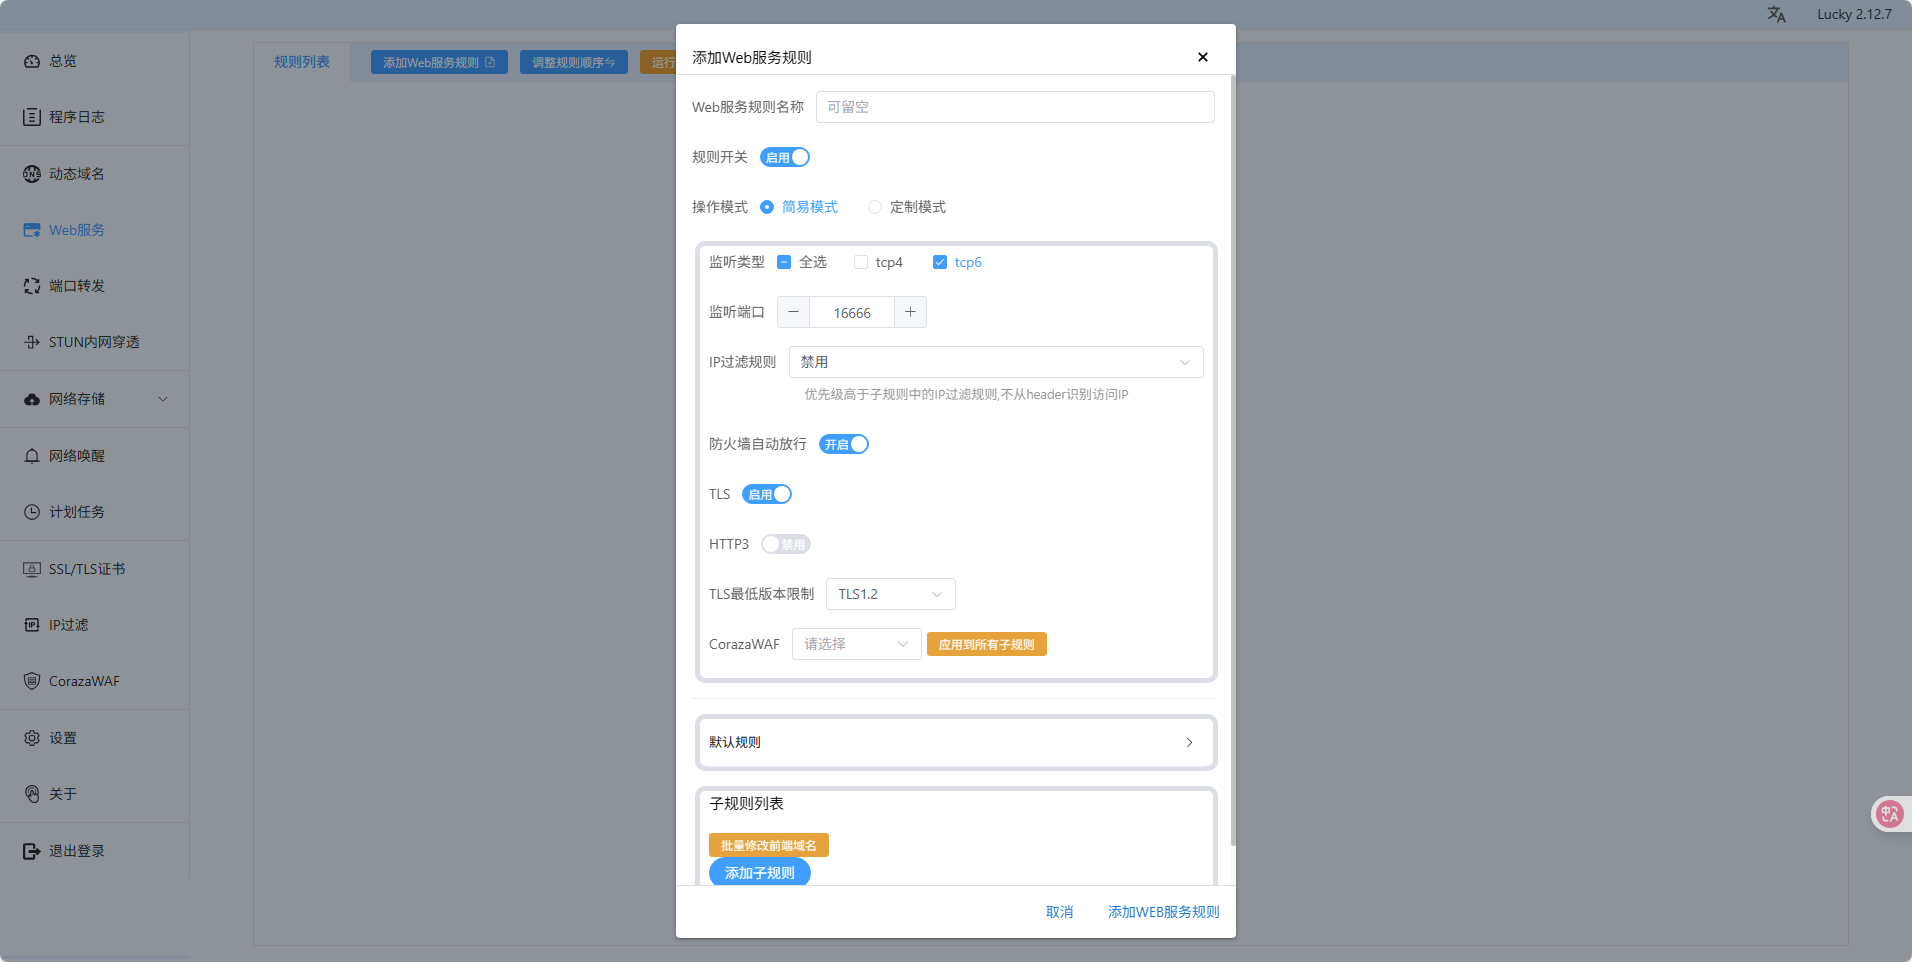 Lucky 2.12.7
总览
程序日志
动态域名
Web服务
端口转发
STUN内网穿透
网络存储
网络唤醒
计划任务
SSL/TLS证书
IP过滤
CorazaWAF
设置
关于
退出登录
规则列表
添加Web服务规则
调整规则顺序
运行
添加Web服务规则
Web服务规则名称 可留空
规则开关 启用
操作模式 简易模式 定制模式
监听类型 全选 tcp4 tcp6
监听端口 16666
IP过滤规则 禁用
优先级高于子规则中的IP过滤规则,不从header识别访问IP
防火墙自动放行 开启
TLS 启用
HTTP3 禁用
TLS最低版本限制 TLS1.2
CorazaWAF 请选择 应用到所有子规则
默认规则
子规则列表
批量修改前端域名
添加子规则
取消 添加WEB服务规则